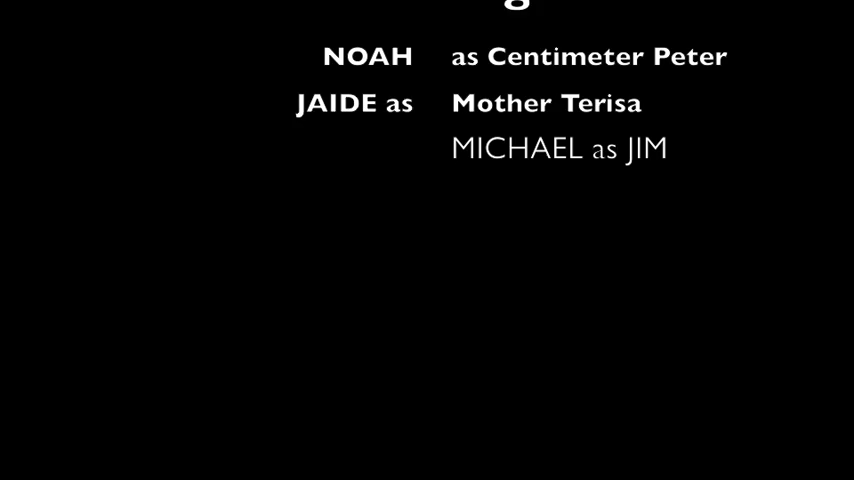 NOAH as Centimeter Peter
JAIDE as Mother Terisa
MICHAEL as JIM